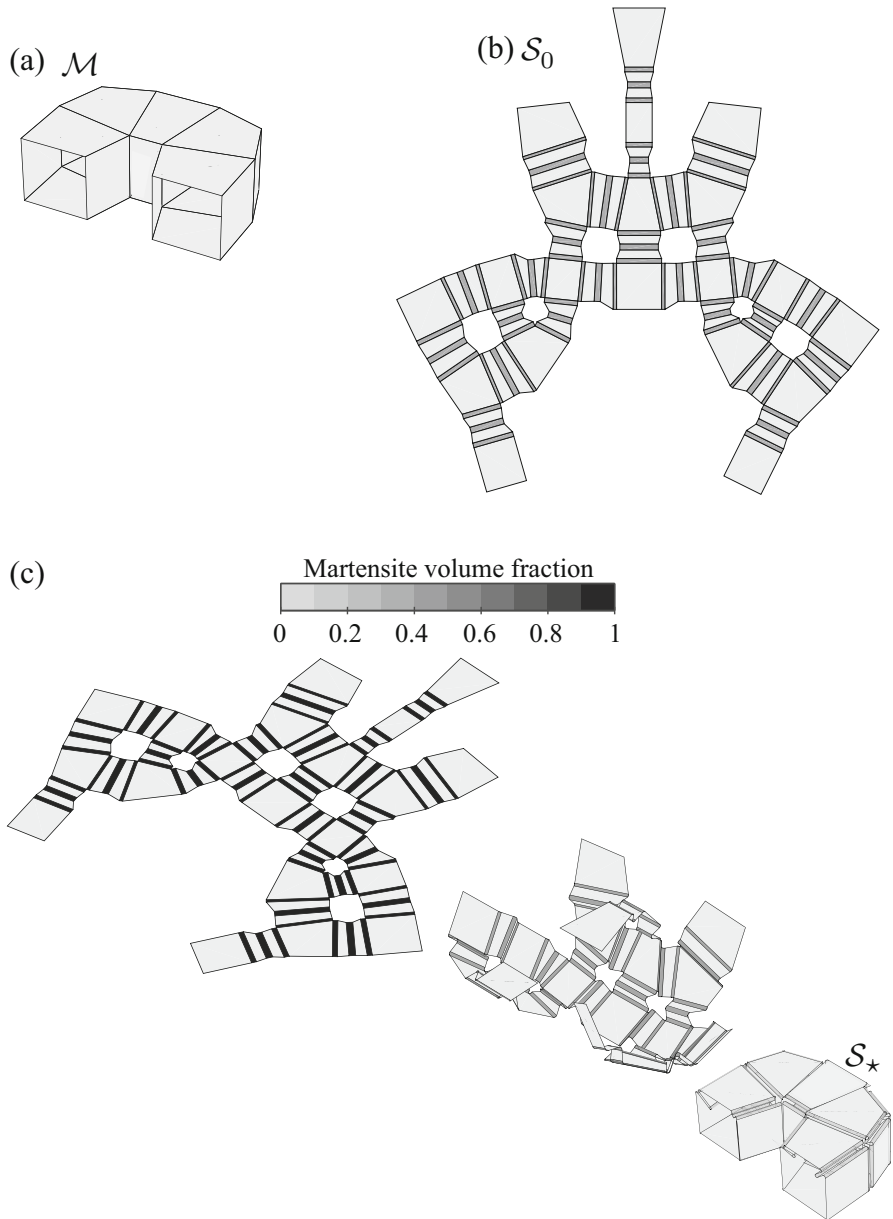 (a) ℳ
(b) 𝒮₀
(c)
Martensite volume fraction
0 0.2 0.4 0.6 0.8 1
𝒮⋆